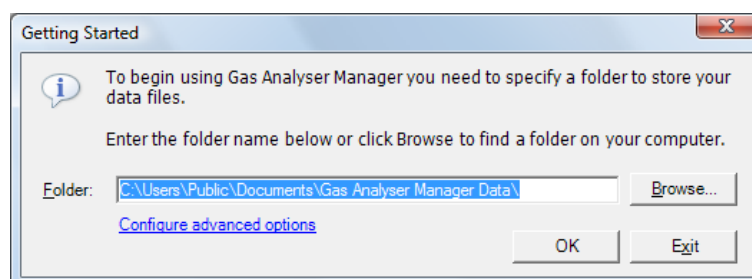 Getting Started
To begin using Gas Analyser Manager you need to specify a folder to store your
data files.
Enter the folder name below or click Browse to find a folder on your computer.
Folder: C:\Users\Public\Documents\Gas Analyser Manager Data\ Browse...
Configure advanced options
OK Exit